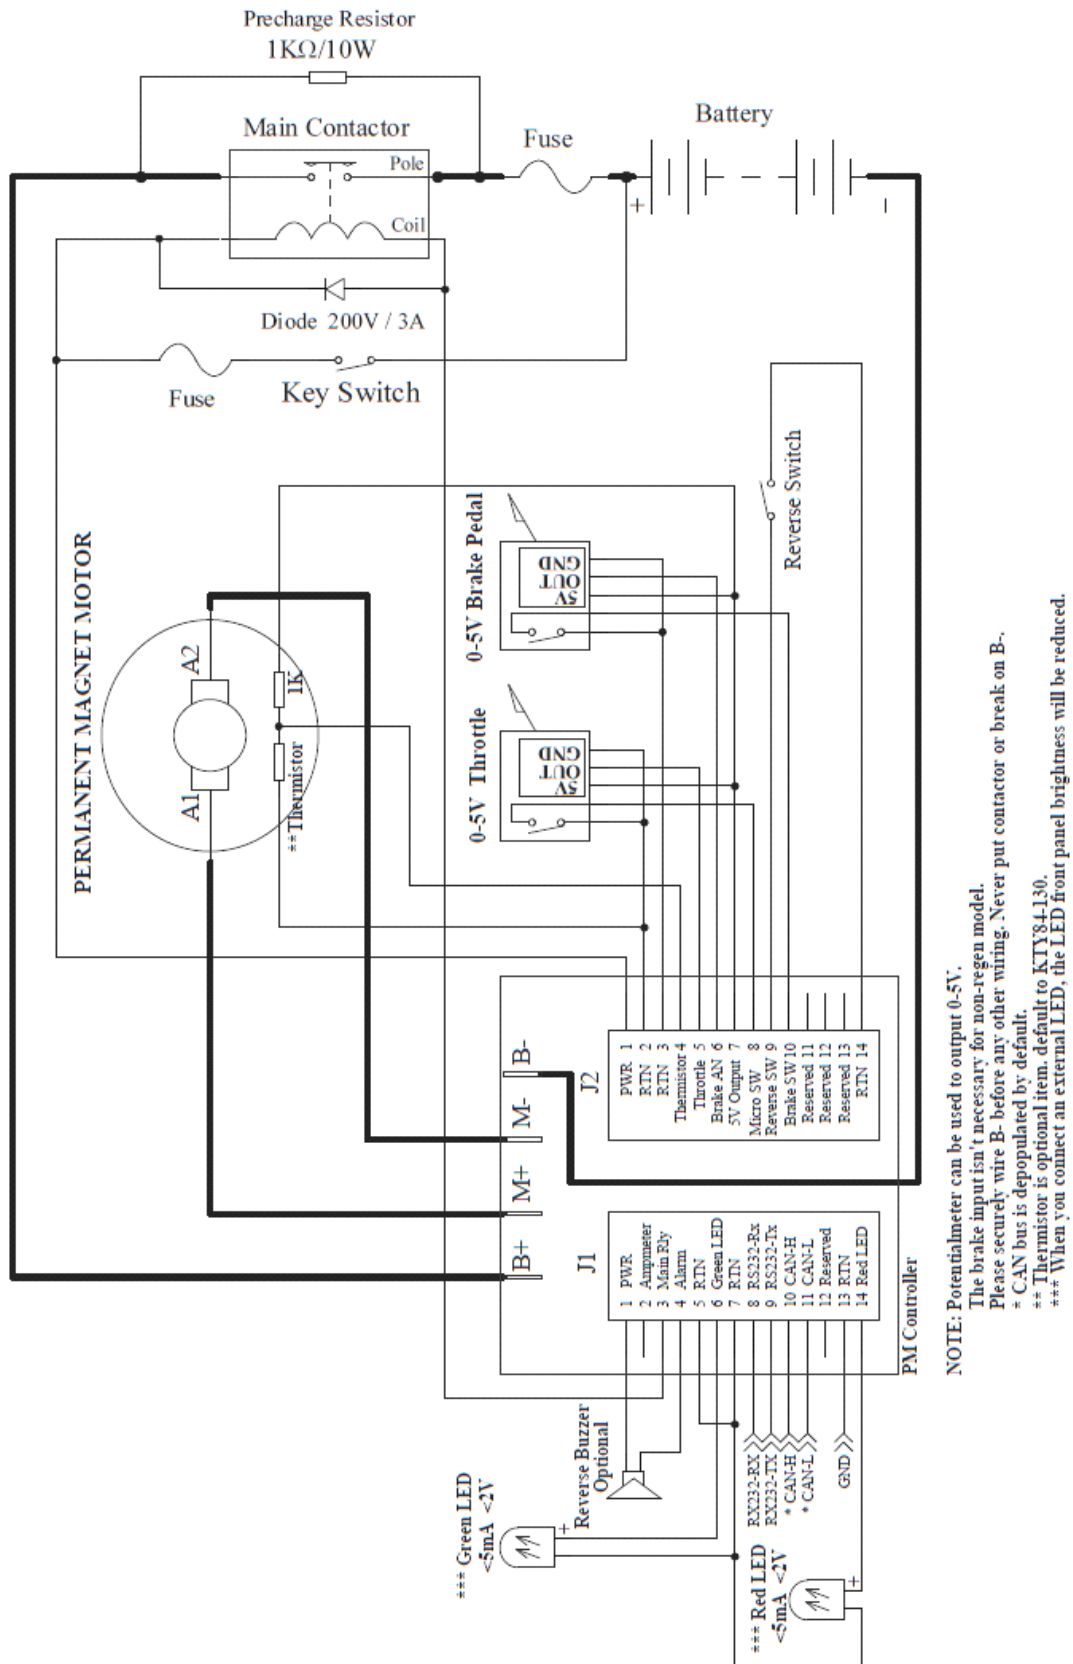 Precharge Resistor
1KΩ/10W
Main Contactor
Pole
Coil
Fuse
Battery
+
-
Diode 200V / 3A
Fuse
Key Switch
Reverse Switch
PERMANENT MAGNET MOTOR
A1
A2
1K
**Thermistor
0-5V Brake Pedal
5V
OUT
GND
0-5V Throttle
5V
OUT
GND
B+
M+
M-
B-
J2
PWR 1
RTN 2
RTN 3
Thermistor 4
Throttle 5
Brake AN 6
5V Output 7
Micro SW 8
Reverse SW 9
Brake SW10
Reserved 11
Reserved 12
Reserved 13
RTN 14
J1
1 PWR
2 Ampmeter
3 Main Rly
4 Alarm
5 RTN
6 Green LED
7 RTN
8 RS232-Rx
9 RS232-Tx
10 CAN-H
11 CAN-L
12 Reserved
13 RTN
14 Red LED
PM Controller
Reverse Buzzer
Optional
*** Green LED
<5mA <2V
+
RX232-RX
RX232-TX
* CAN-H
* CAN-L
GND
*** Red LED
<5mA <2V
+
NOTE: Potentialmeter can be used to output 0-5V.
The brake input isn't necessary for non-regen model.
Please securely wire B- before any other wiring. Never put contactor or break on B-.
* CAN bus is depopulated by default.
** Thermistor is optional item. default to KTY84-130.
*** When you connect an external LED, the LED front panel brightness will be reduced.